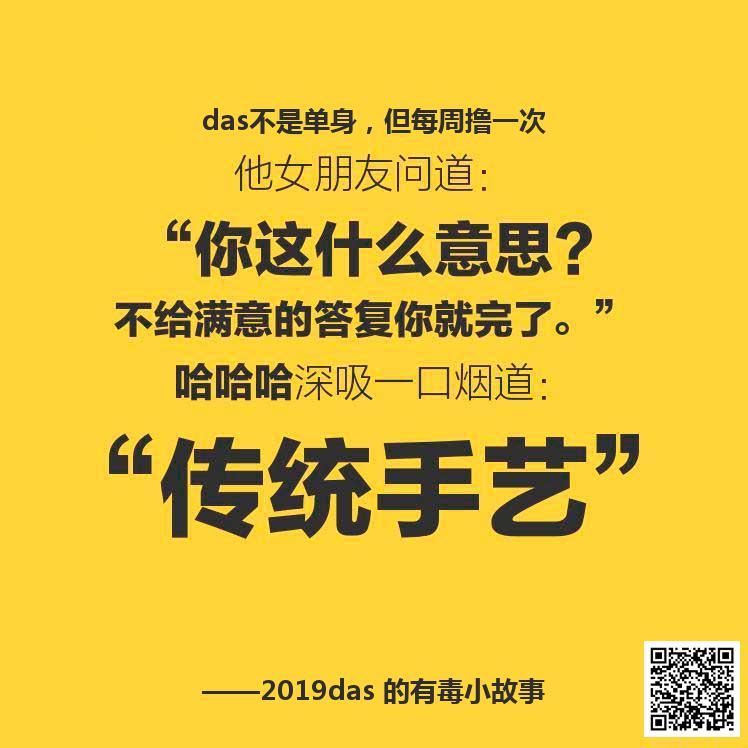 das不是单身，但每周撸一次
他女朋友问道：
“你这什么意思？
不给满意的答复你就完了。”
哈哈哈深吸一口烟道：
“传统手艺”
——2019das 的有毒小故事